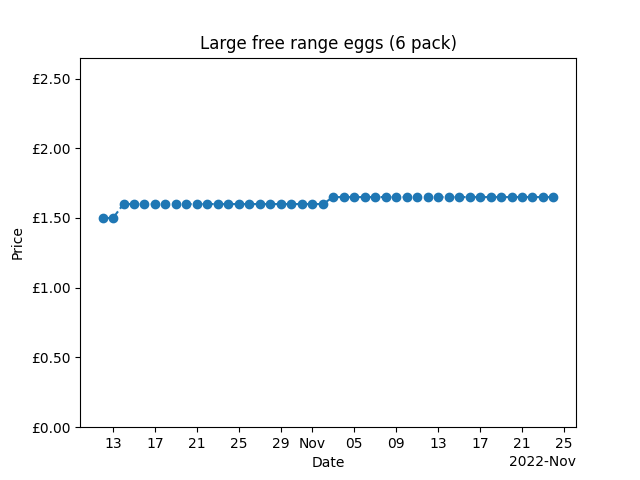 Large free range eggs (6 pack)
£2.50
£2.00
£1.50
£1.00
£0.50
£0.00
Price
13 17 21 25 29 Nov 05 09 13 17 21 25
Date
2022-Nov